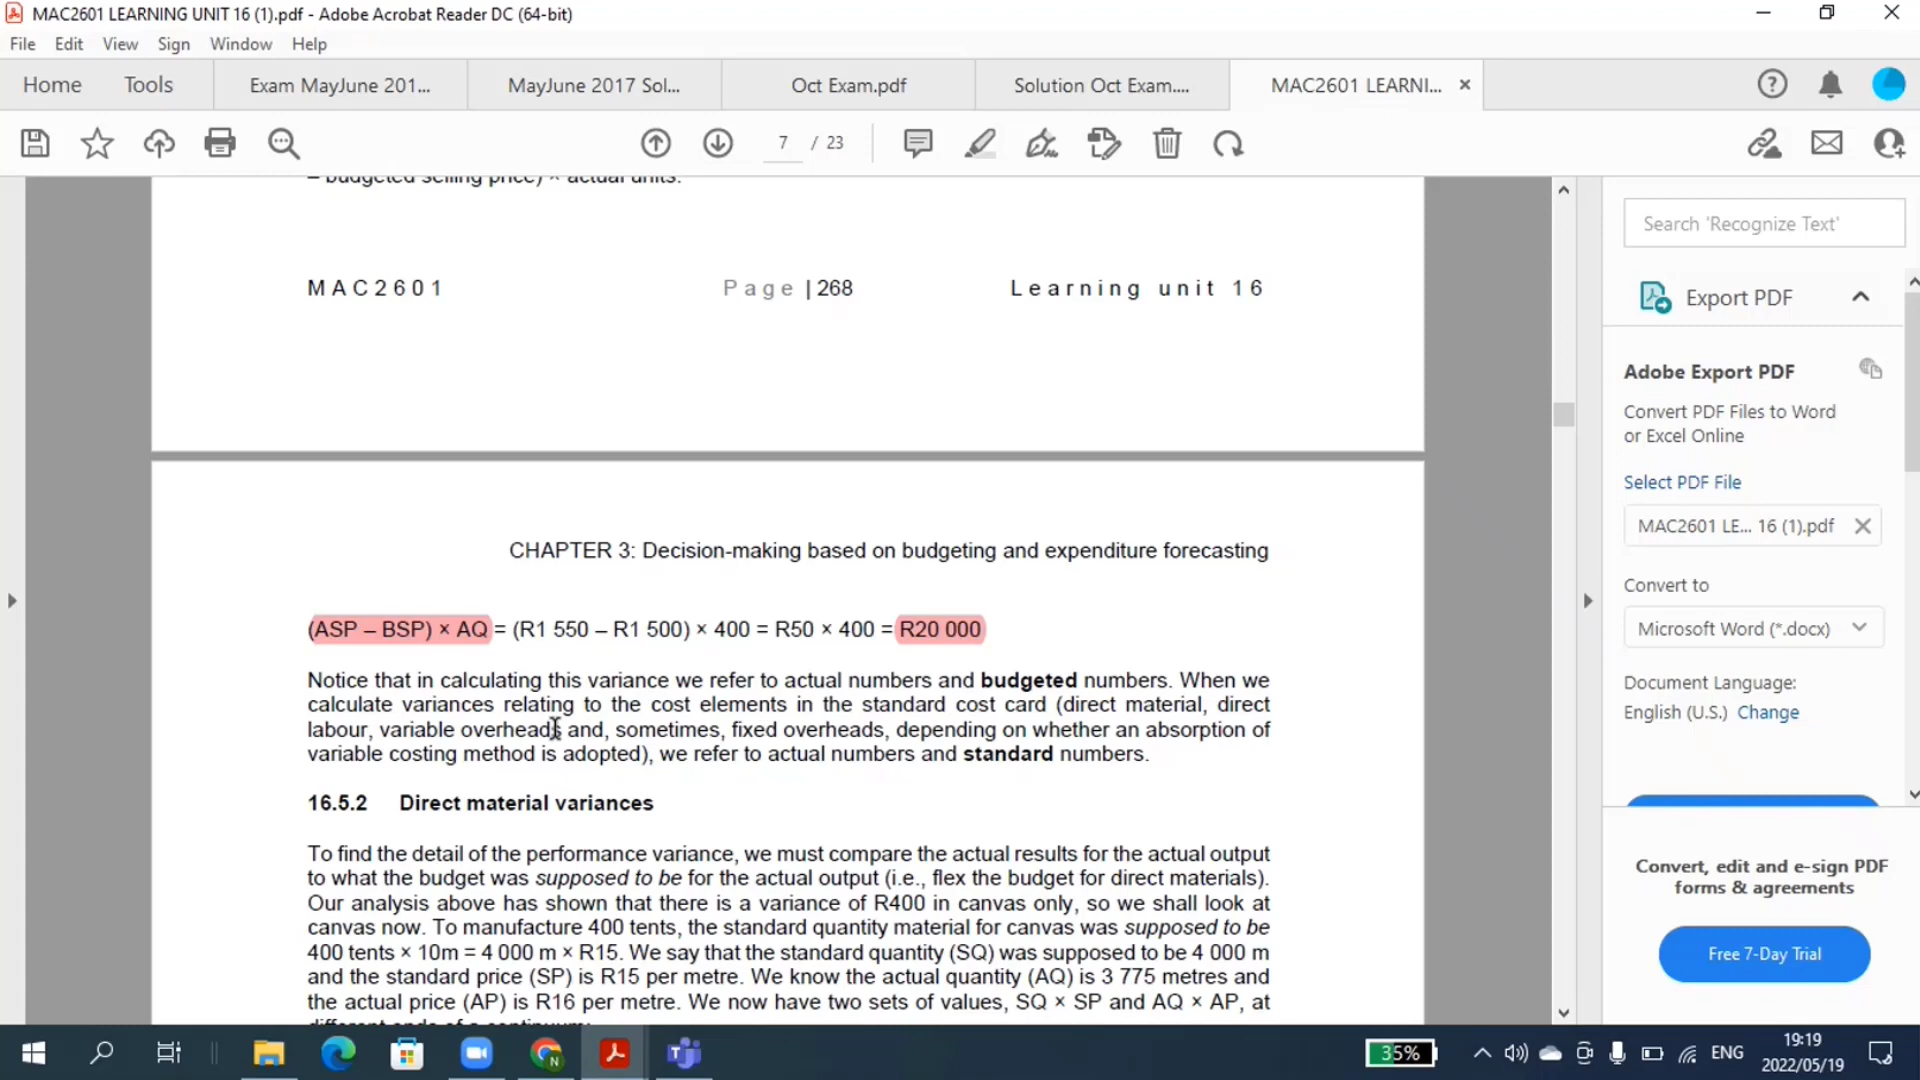 MAC2601 LEARNING UNIT 16 (1).pdf - Adobe Acrobat Reader DC (64-bit)
File Edit View Sign Window Help
Home Tools Exam MayJune 201... MayJune 2017 Sol... Oct Exam.pdf Solution Oct Exam.... MAC2601 LEARNI...
7 / 23
– budgeted selling price) × actual units.
MAC2601 Page |268 Learning unit 16
CHAPTER 3: Decision-making based on budgeting and expenditure forecasting
(ASP – BSP) × AQ = (R1 550 – R1 500) × 400 = R50 × 400 = R20 000
Notice that in calculating this variance we refer to actual numbers and budgeted numbers. When we
calculate variances relating to the cost elements in the standard cost card (direct material, direct
labour, variable overheads and, sometimes, fixed overheads, depending on whether an absorption of
variable costing method is adopted), we refer to actual numbers and standard numbers.
16.5.2 Direct material variances
To find the detail of the performance variance, we must compare the actual results for the actual output
to what the budget was supposed to be for the actual output (i.e., flex the budget for direct materials).
Our analysis above has shown that there is a variance of R400 in canvas only, so we shall look at
canvas now. To manufacture 400 tents, the standard quantity material for canvas was supposed to be
400 tents × 10m = 4 000 m × R15. We say that the standard quantity (SQ) was supposed to be 4 000 m
and the standard price (SP) is R15 per metre. We know the actual quantity (AQ) is 3 775 metres and
the actual price (AP) is R16 per metre. We now have two sets of values, SQ × SP and AQ × AP, at
different ends of a continuum:
Search 'Recognize Text'
Export PDF
Adobe Export PDF
Convert PDF Files to Word
or Excel Online
Select PDF File
MAC2601 LE... 16 (1).pdf
Convert to
Microsoft Word (*.docx)
Document Language:
English (U.S.) Change
Convert, edit and e-sign PDF
forms & agreements
Free 7-Day Trial
35%
ENG
19:19
2022/05/19